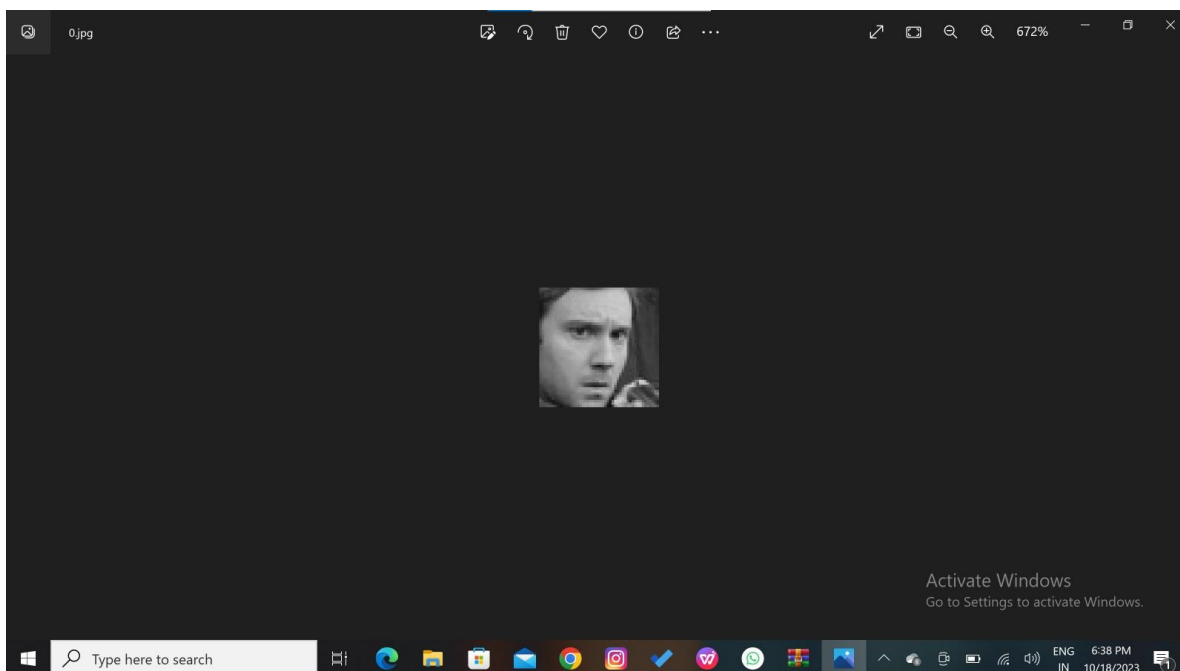 0.jpg
672%
Activate Windows
Go to Settings to activate Windows.
Type here to search
ENG
6:38 PM
IN
10/18/2023